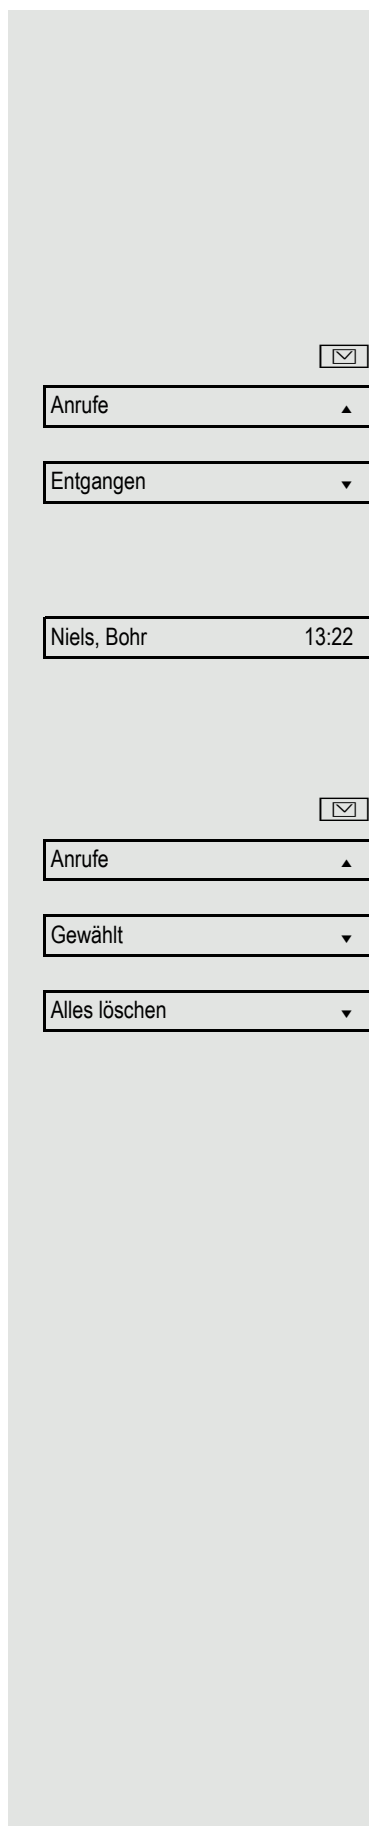 Anrufe
Entgangen
Niels, Bohr 13:22
Anrufe
Gewählt
Alles löschen